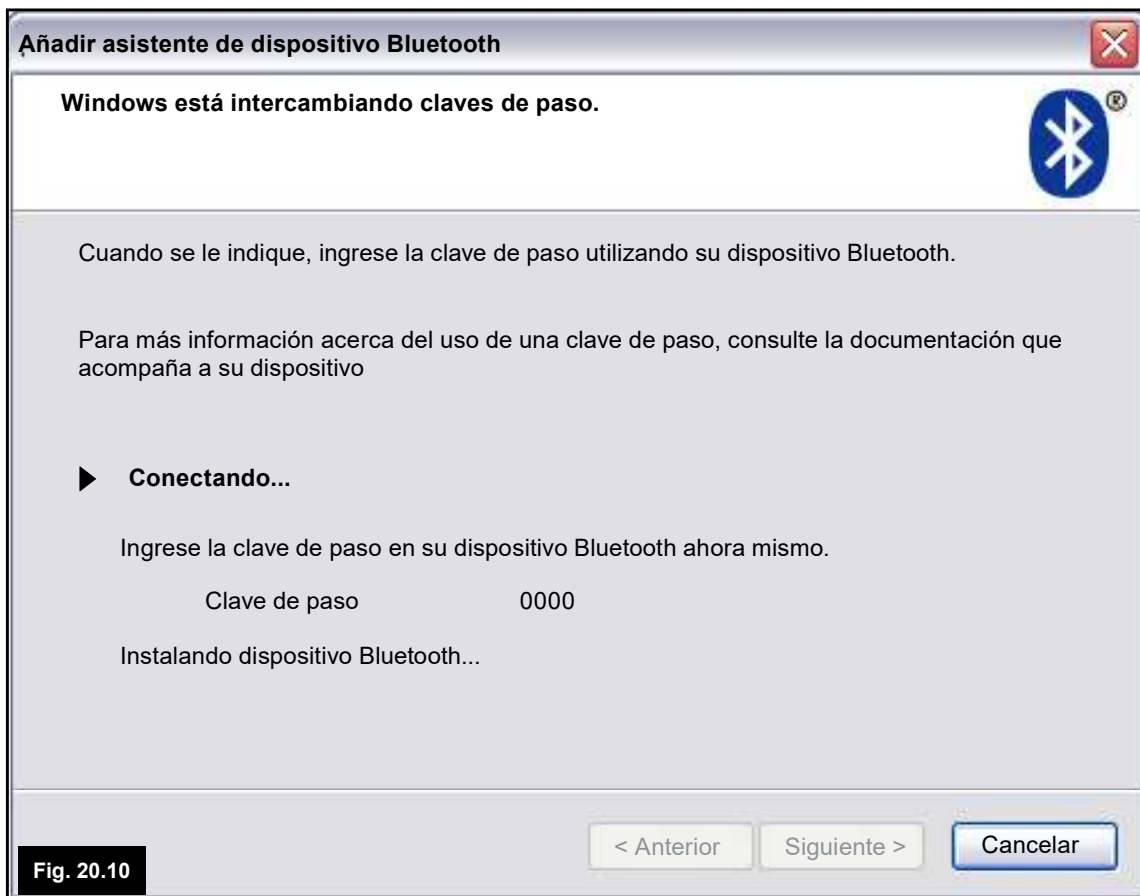 Añadir asistente de dispositivo Bluetooth
Windows está intercambiando claves de paso.
®
Cuando se le indique, ingrese la clave de paso utilizando su dispositivo Bluetooth.
Para más información acerca del uso de una clave de paso, consulte la documentación que
acompaña a su dispositivo
Conectando...
Ingrese la clave de paso en su dispositivo Bluetooth ahora mismo.
Clave de paso 0000
Instalando dispositivo Bluetooth...
< Anterior Siguiente > Cancelar
Fig. 20.10